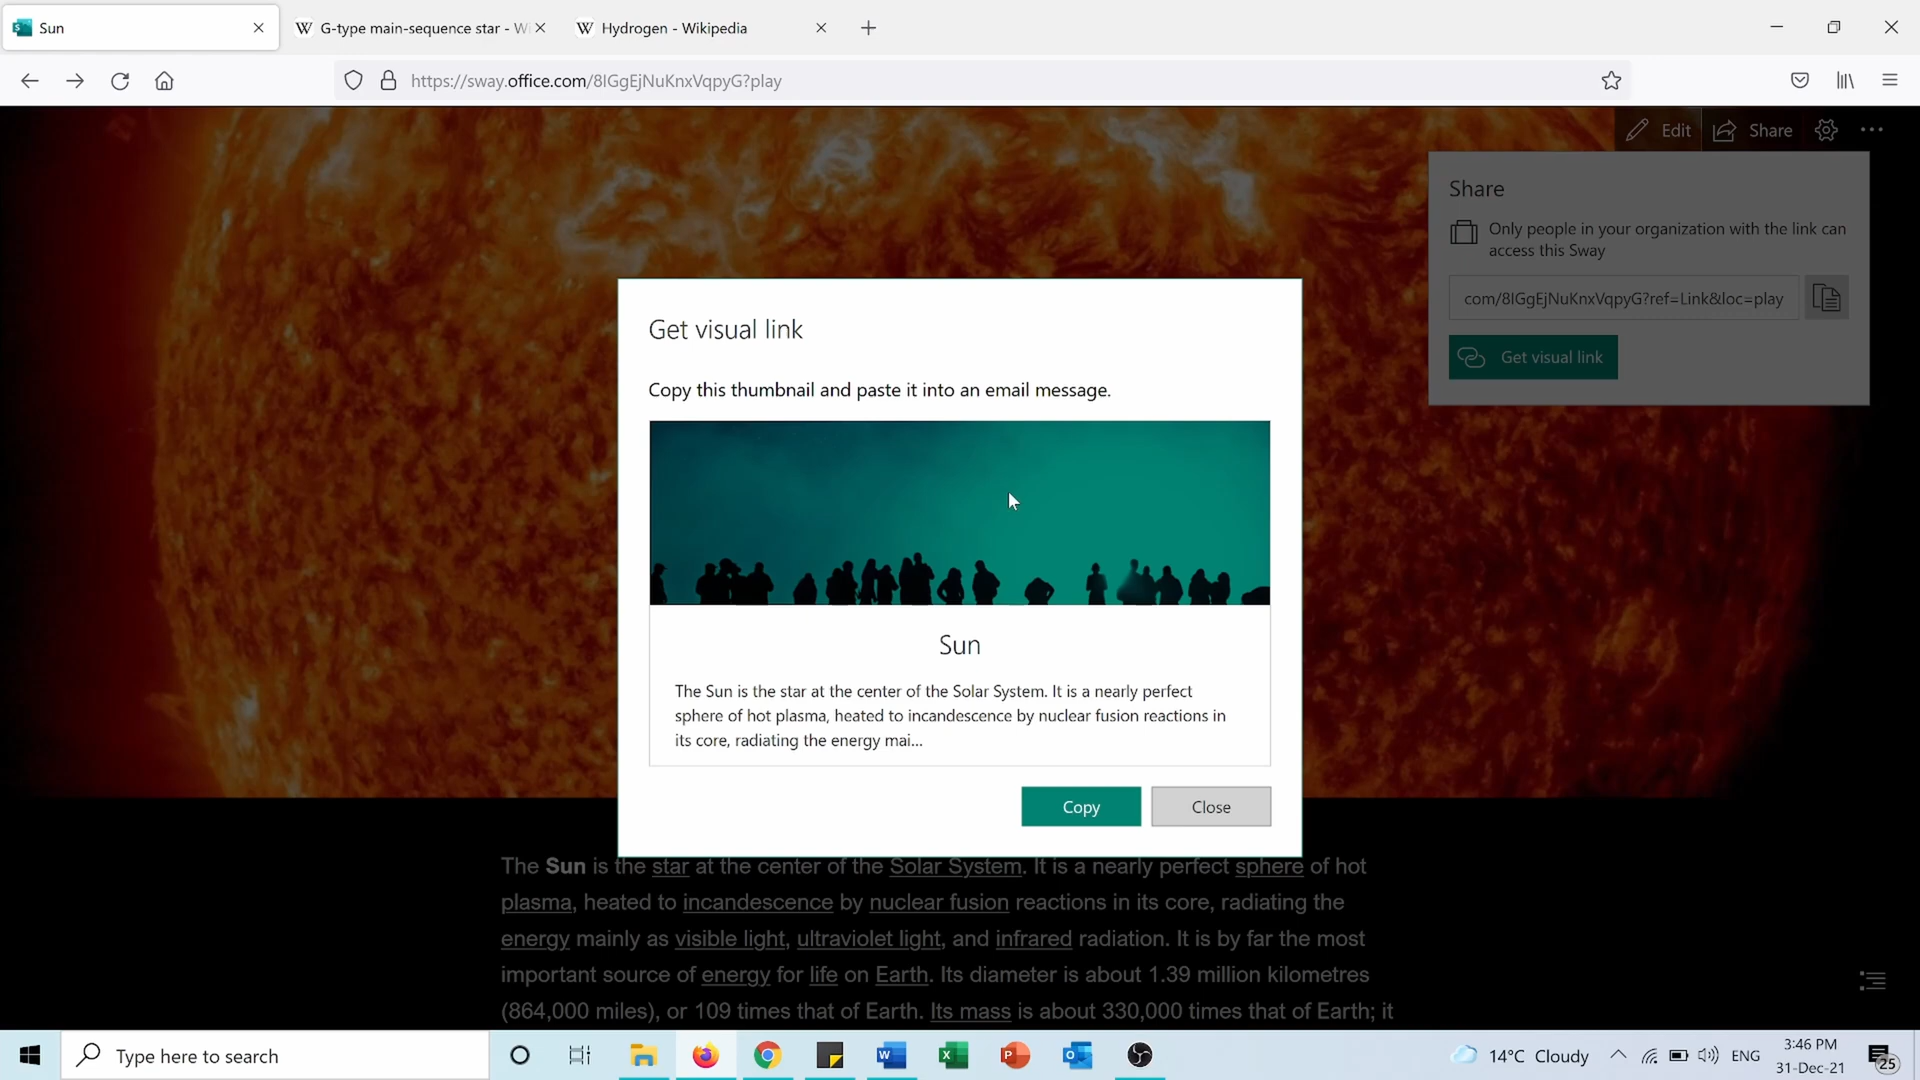 Sun
G-type main-sequence star - Wi
Hydrogen - Wikipedia
https://sway.office.com/8IGgEjNuKnxVqpyG?play
Edit
Share
Share
Only people in your organization with the link can
access this Sway
com/8IGgEjNuKnxVqpyG?ref=Link&loc=play
Get visual link
Get visual link
Copy this thumbnail and paste it into an email message.
Sun
The Sun is the star at the center of the Solar System. It is a nearly perfect
sphere of hot plasma, heated to incandescence by nuclear fusion reactions in
its core, radiating the energy mai...
Copy
Close
The Sun is the star at the center of the Solar System. It is a nearly perfect sphere of hot
plasma, heated to incandescence by nuclear fusion reactions in its core, radiating the
energy mainly as visible light, ultraviolet light, and infrared radiation. It is by far the most
important source of energy for life on Earth. Its diameter is about 1.39 million kilometres
(864,000 miles), or 109 times that of Earth. Its mass is about 330,000 times that of Earth; it
Type here to search
14°C Cloudy
ENG
3:46 PM
31-Dec-21
25